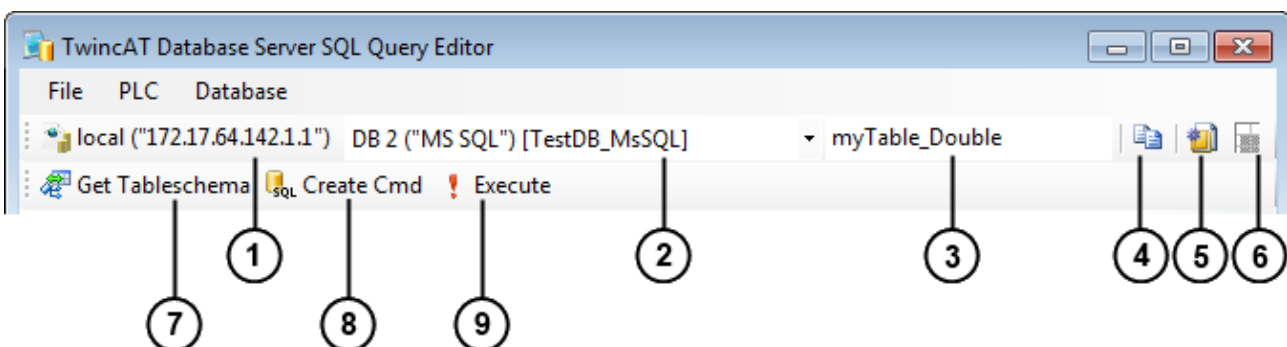 TwincAT Database Server SQL Query Editor
File PLC Database
local ("172.17.64.142.1.1") DB 2 ("MS SQL") [TestDB_MsSQL] myTable_Double
Get Tableschema SQL Create Cmd Execute
1 2 3 4 5 6
7 8 9